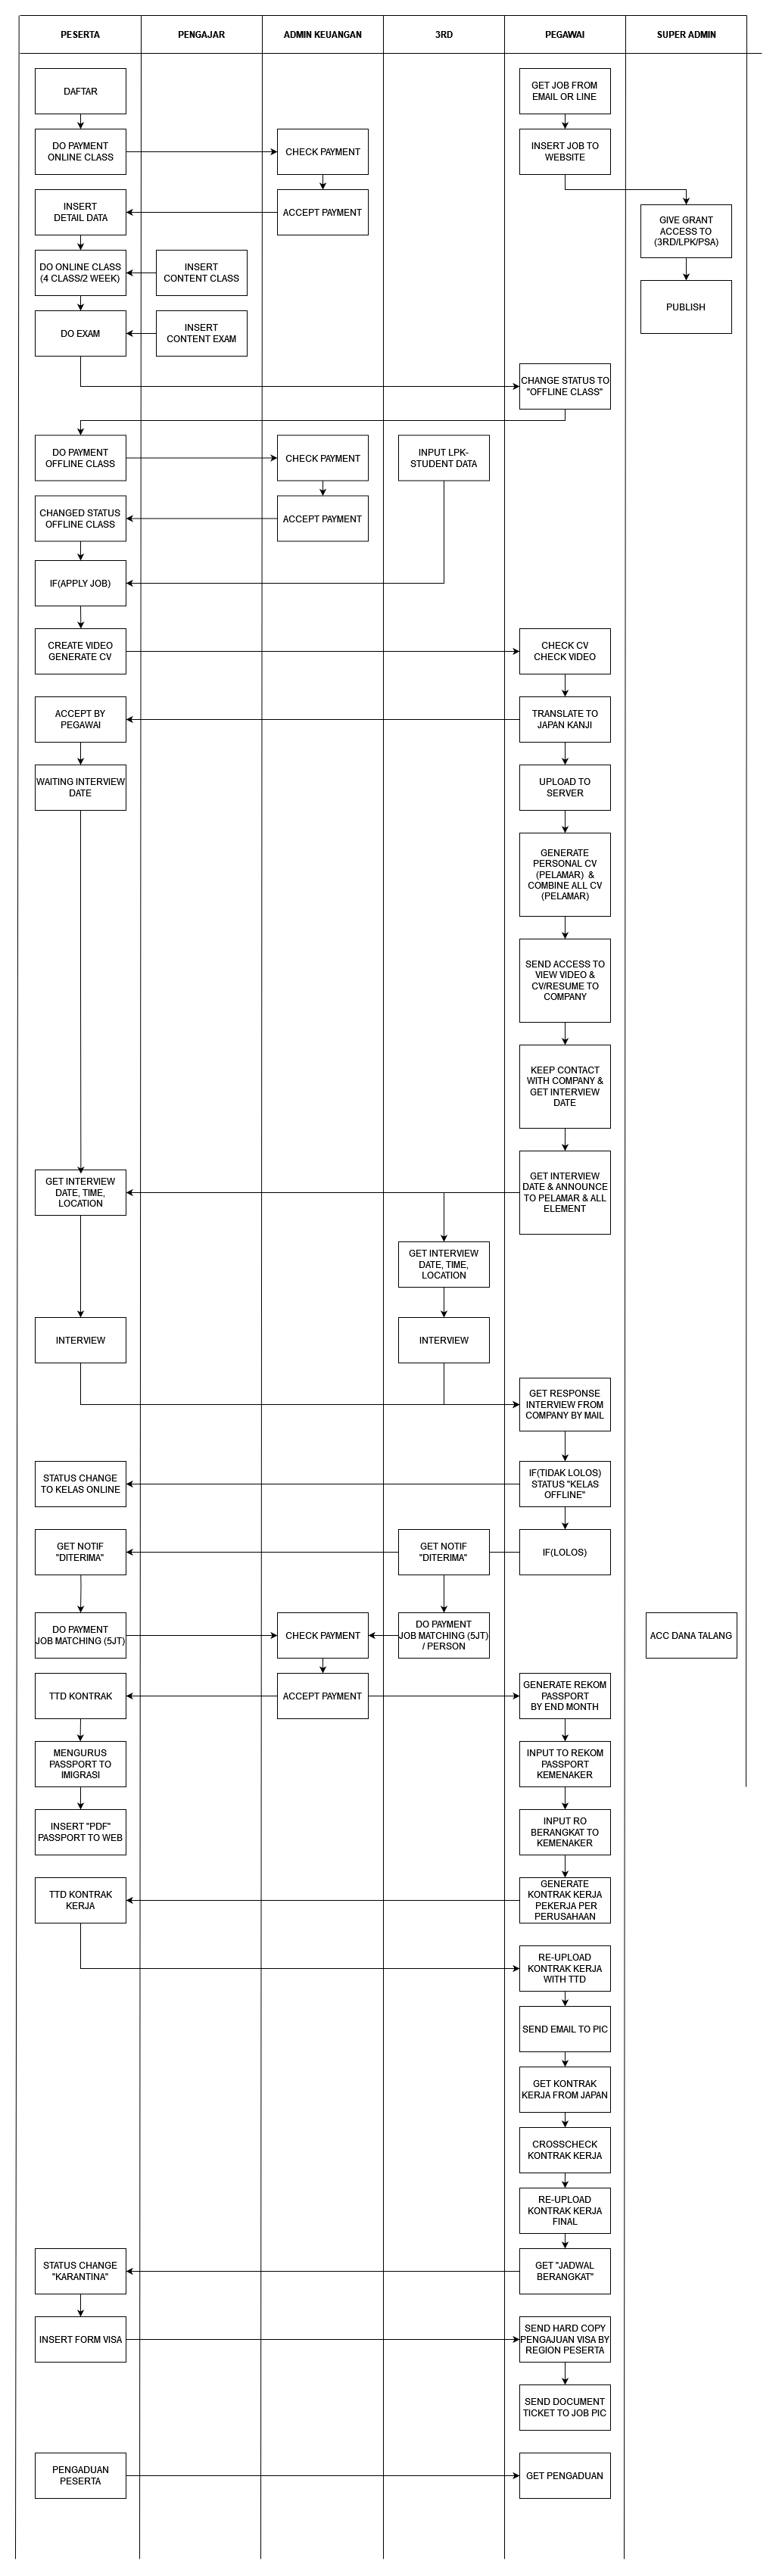 PESERTA
PENGAJAR
ADMIN KEUANGAN
3RD
PEGAWAI
SUPER ADMIN
DAFTAR
GET JOB FROM
EMAIL OR LINE
DO PAYMENT
ONLINE CLASS
CHECK PAYMENT
INSERT JOB TO
WEBSITE
INSERT
DETAIL DATA
ACCEPT PAYMENT
GIVE GRANT
ACCESS TO
(3RD/LPK/PSA)
DO ONLINE CLASS
(4 CLASS/2 WEEK)
INSERT
CONTENT CLASS
PUBLISH
DO EXAM
INSERT
CONTENT EXAM
CHANGE STATUS TO
"OFFLINE CLASS"
DO PAYMENT
OFFLINE CLASS
CHECK PAYMENT
INPUT LPK-
STUDENT DATA
CHANGED STATUS
OFFLINE CLASS
ACCEPT PAYMENT
IF(APPLY JOB)
CREATE VIDEO
GENERATE CV
CHECK CV
CHECK VIDEO
ACCEPT BY
PEGAWAI
TRANSLATE TO
JAPAN KANJI
WAITING INTERVIEW
DATE
UPLOAD TO
SERVER
GENERATE
PERSONAL CV
(PELAMAR) &
COMBINE ALL CV
(PELAMAR)
SEND ACCESS TO
VIEW VIDEO &
CV/RESUME TO
COMPANY
KEEP CONTACT
WITH COMPANY &
GET INTERVIEW
DATE
GET INTERVIEW
DATE, TIME,
LOCATION
GET INTERVIEW
DATE & ANNOUNCE
TO PELAMAR & ALL
ELEMENT
GET INTERVIEW
DATE, TIME,
LOCATION
INTERVIEW
INTERVIEW
GET RESPONSE
INTERVIEW FROM
COMPANY BY MAIL
STATUS CHANGE
TO KELAS ONLINE
IF(TIDAK LOLOS)
STATUS "KELAS
OFFLINE"
GET NOTIF
"DITERIMA"
GET NOTIF
"DITERIMA"
IF(LOLOS)
DO PAYMENT
JOB MATCHING (5JT)
CHECK PAYMENT
DO PAYMENT
JOB MATCHING (5JT)
/ PERSON
ACC DANA TALANG
TTD KONTRAK
ACCEPT PAYMENT
GENERATE REKOM
PASSPORT
BY END MONTH
MENGURUS
PASSPORT TO
IMIGRASI
INPUT TO REKOM
PASSPORT
KEMENAKER
INSERT "PDF"
PASSPORT TO WEB
INPUT RO
BERANGKAT TO
KEMENAKER
TTD KONTRAK
KERJA
GENERATE
KONTRAK KERJA
PEKERJA PER
PERUSAHAAN
RE-UPLOAD
KONTRAK KERJA
WITH TTD
SEND EMAIL TO PIC
GET KONTRAK
KERJA FROM JAPAN
CROSSCHECK
KONTRAK KERJA
RE-UPLOAD
KONTRAK KERJA
FINAL
STATUS CHANGE
"KARANTINA"
GET "JADWAL
BERANGKAT"
INSERT FORM VISA
SEND HARD COPY
PENGAJUAN VISA BY
REGION PESERTA
SEND DOCUMENT
TICKET TO JOB PIC
PENGADUAN
PESERTA
GET PENGADUAN